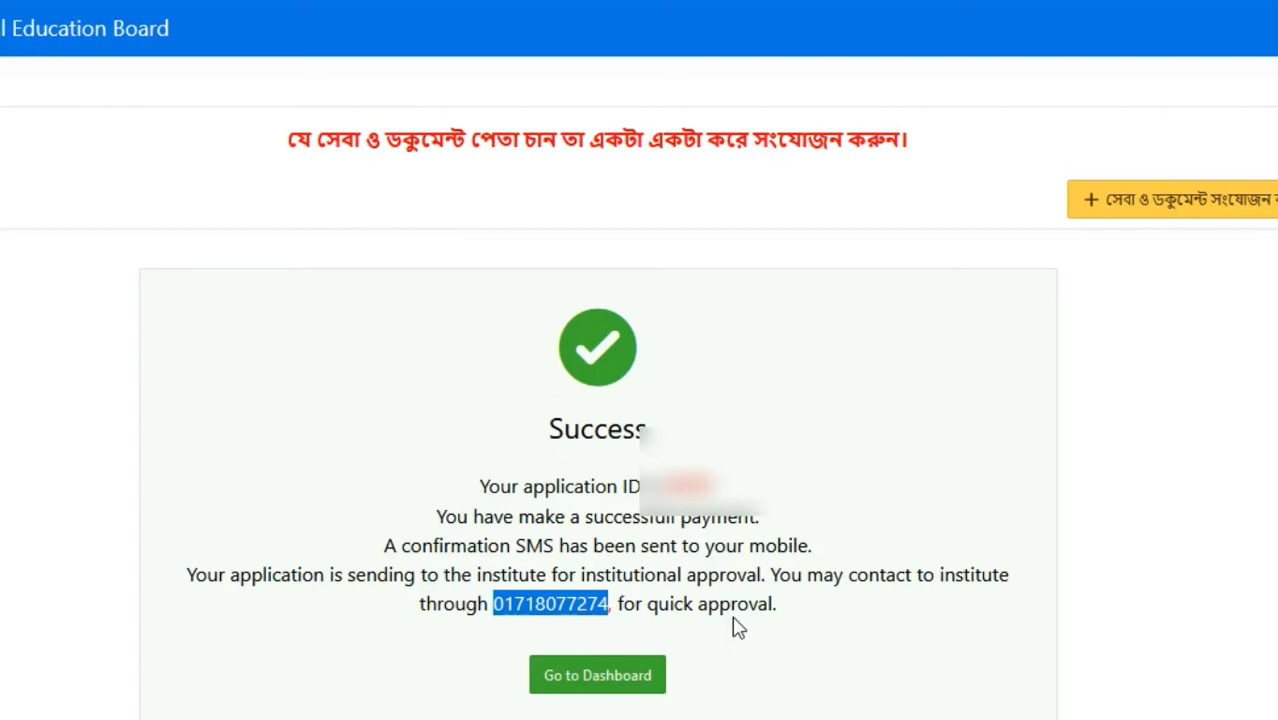 l Education Board
যে সেবা ও ডকুমেন্ট পেতা চান তা একটা একটা করে সংযোজন করুন।
+ সেবা ও ডকুমেন্ট সংযোজন
Success
Your application ID
You have make a successfull payment.
A confirmation SMS has been sent to your mobile.
Your application is sending to the institute for institutional approval. You may contact to institute
through 01718077274, for quick approval.
Go to Dashboard